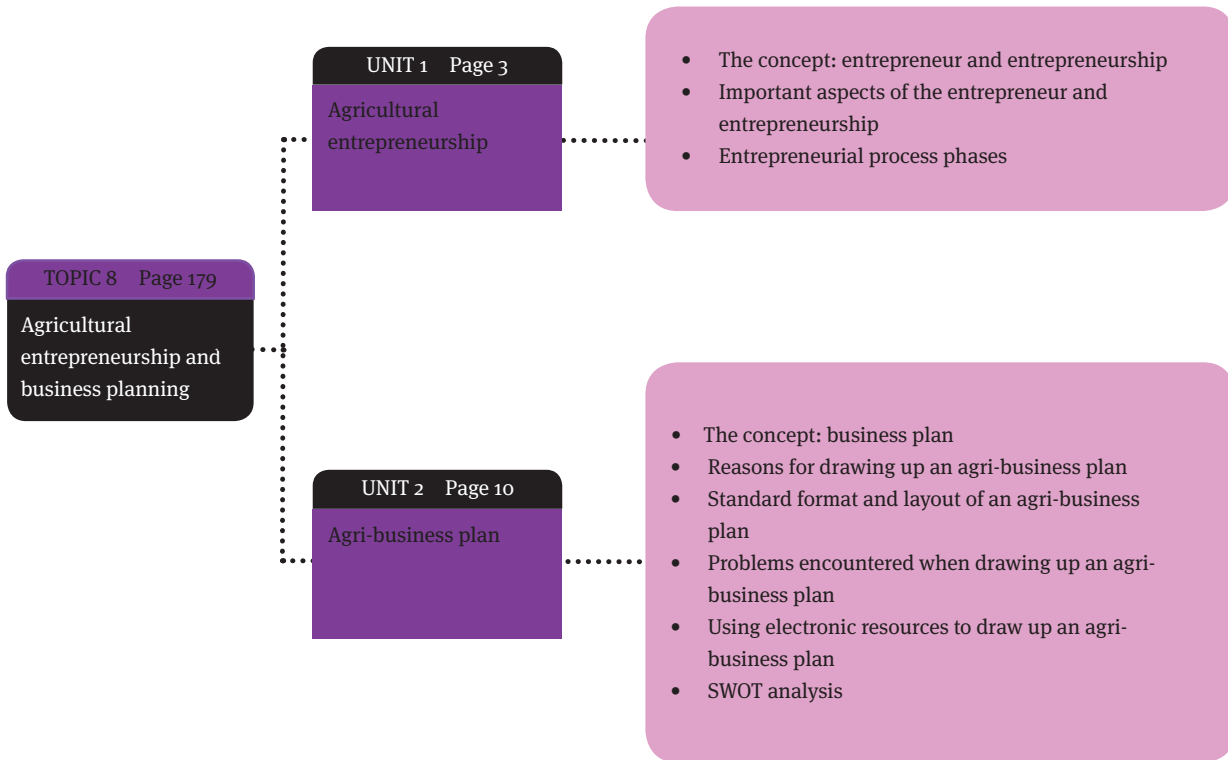 UNIT 1 Page 3
Agricultural
entrepreneurship
• The concept: entrepreneur and entrepreneurship
• Important aspects of the entrepreneur and
entrepreneurship
• Entrepreneurial process phases
TOPIC 8 Page 179
Agricultural
entrepreneurship and
business planning
UNIT 2 Page 10
Agri-business plan
• The concept: business plan
• Reasons for drawing up an agri-business plan
• Standard format and layout of an agri-business
plan
• Problems encountered when drawing up an agri-
business plan
• Using electronic resources to draw up an agri-
business plan
• SWOT analysis